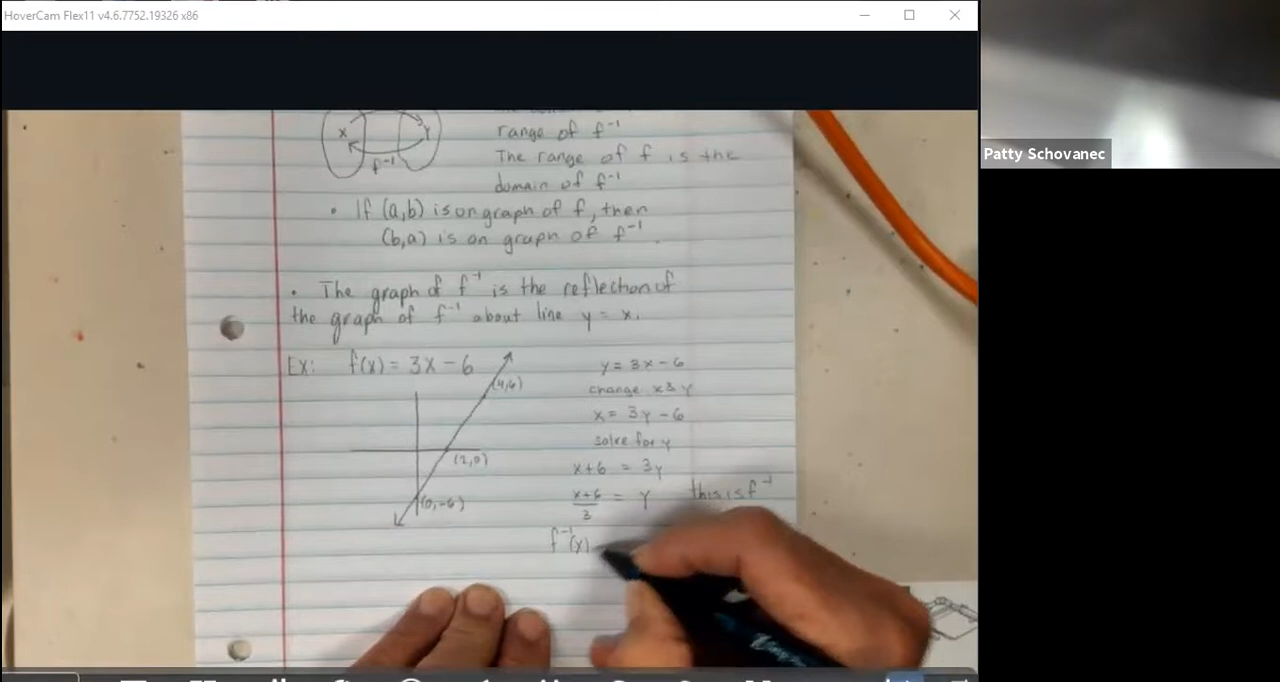 HoverCam Flex11 v4.6.7752.19326 x86
Patty Schovanec
X
Y
f⁻¹
range of f⁻¹
The range of f is the
domain of f⁻¹
• If (a,b) is on graph of f, then
(b,a) is on graph of f⁻¹.
• The graph of f⁻¹ is the reflection of
the graph of f⁻¹ about line y = x.
Ex: f(x) = 3x - 6
(4,6)
(2,0)
(0,-6)
y = 3x - 6
change x & y
x = 3y - 6
solve for y
x+6 = 3y
x+6/3 = y this is f⁻¹
f⁻¹(x)